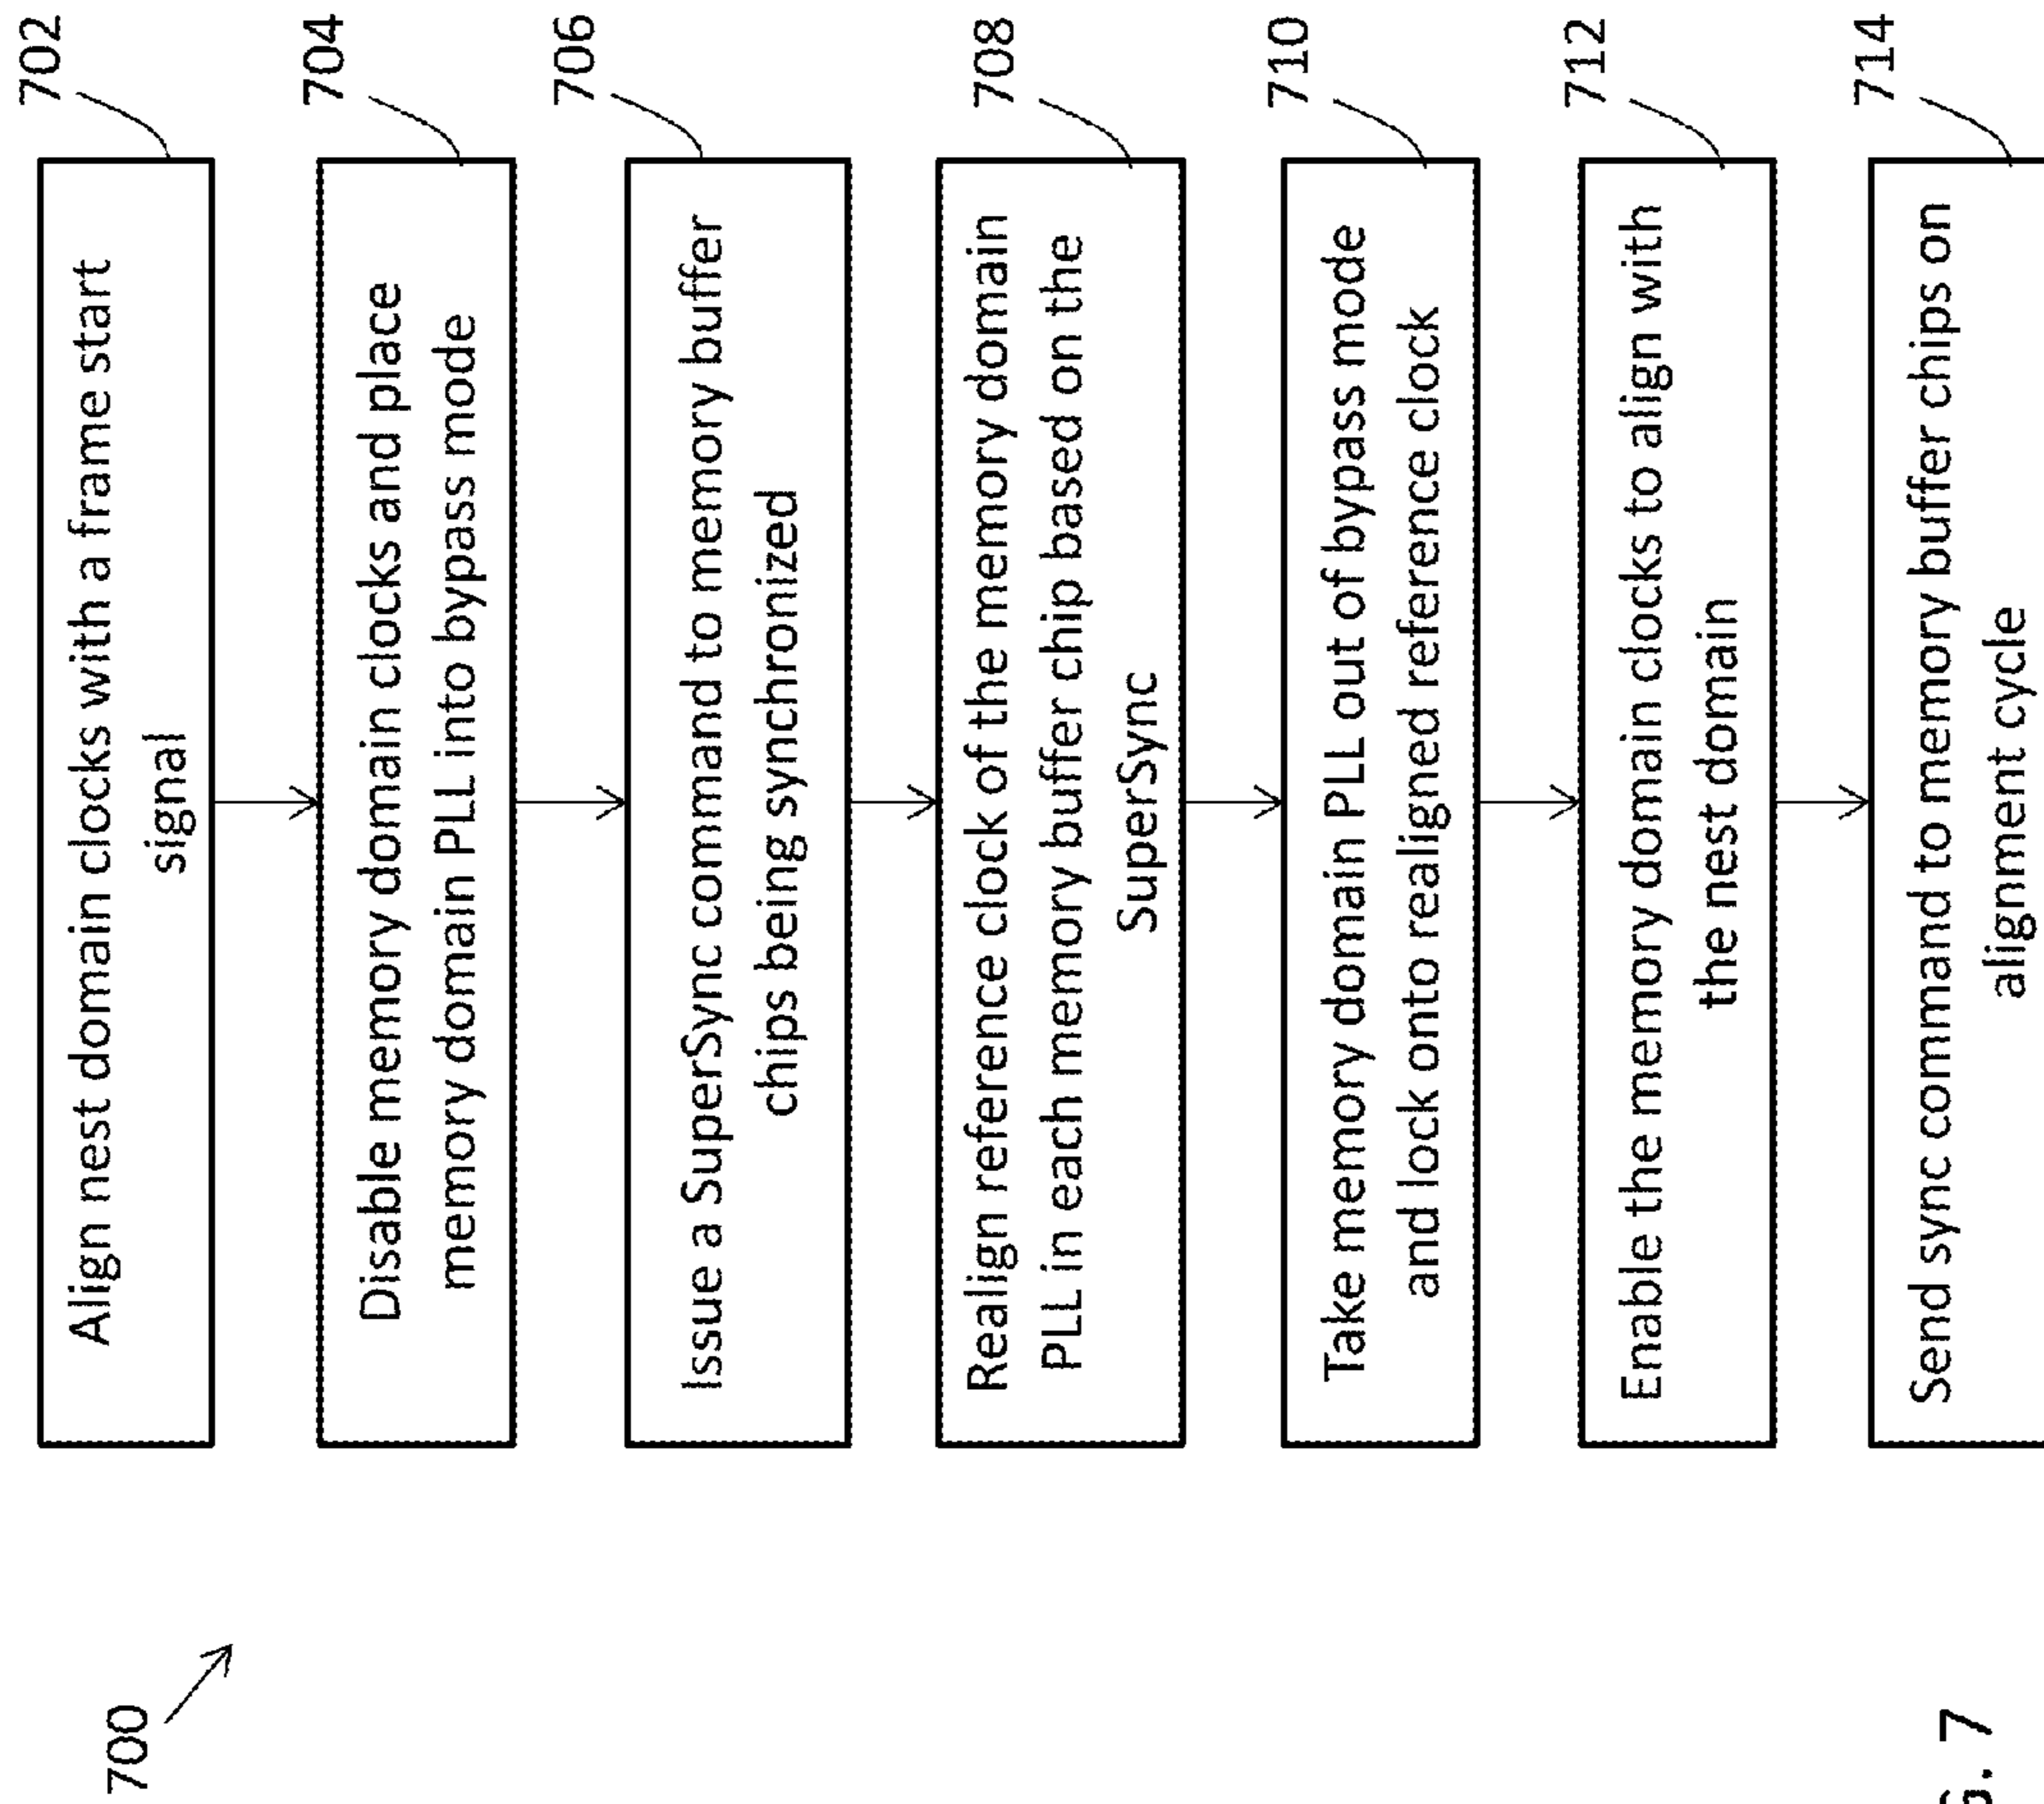 700
Align nest domain clocks with a frame start
signal
702
Disable memory domain clocks and place
memory domain PLL into bypass mode
704
Issue a SuperSync command to memory buffer
chips being synchronized
706
Realign reference clock of the memory domain
PLL in each memory buffer chip based on the
SuperSync
708
Take memory domain PLL out of bypass mode
and lock onto realigned reference clock
710
Enable the memory domain clocks to align with
the nest domain
712
Send sync command to memory buffer chips on
alignment cycle
714
7